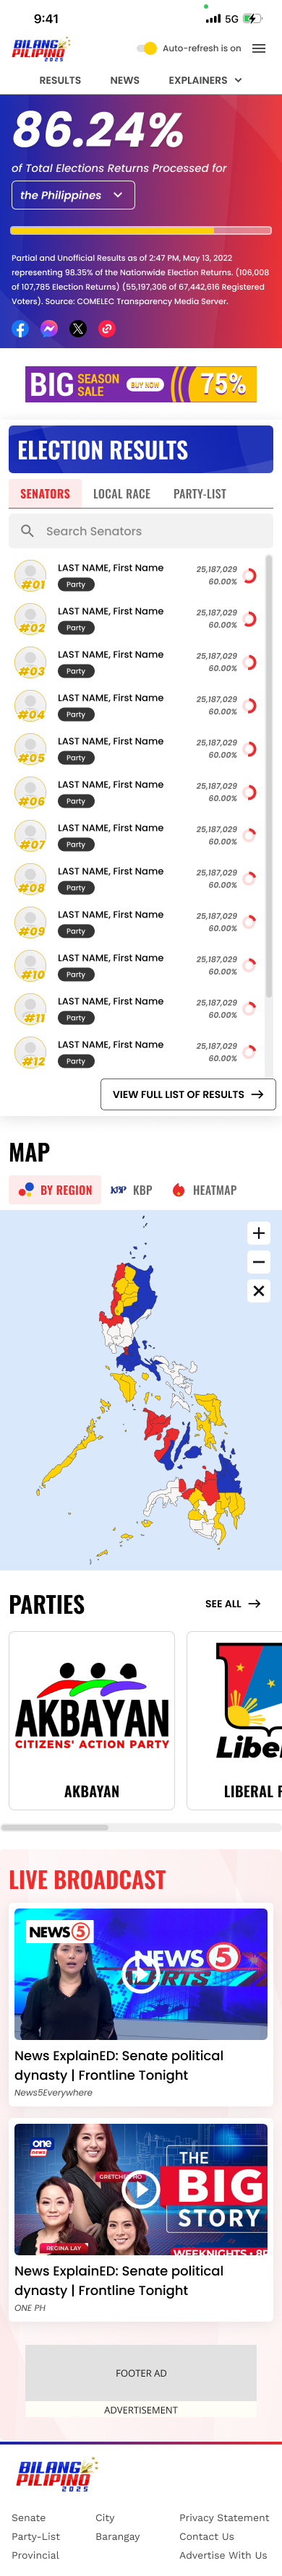 9:41
5G
BILANG
PILIPINO
2025
Auto-refresh is on
RESULTS
NEWS
EXPLAINERS
86.24%
of Total Elections Returns Processed for
the Philippines
Partial and Unofficial Results as of 2:47 PM, May 13, 2022
representing 98.35% of the Nationwide Election Returns. (106,008
of 107,785 Election Returns) (55,197,306 of 67,442,616 Registered
Voters). Source: COMELEC Transparency Media Server.
BIG SEASON SALE BUY NOW 75%
ELECTION RESULTS
SENATORS
LOCAL RACE
PARTY-LIST
Search Senators
#01 LAST NAME, First Name 25,187,029
Party 60.00%
#02 LAST NAME, First Name 25,187,029
Party 60.00%
#03 LAST NAME, First Name 25,187,029
Party 60.00%
#04 LAST NAME, First Name 25,187,029
Party 60.00%
#05 LAST NAME, First Name 25,187,029
Party 60.00%
#06 LAST NAME, First Name 25,187,029
Party 60.00%
#07 LAST NAME, First Name 25,187,029
Party 60.00%
#08 LAST NAME, First Name 25,187,029
Party 60.00%
#09 LAST NAME, First Name 25,187,029
Party 60.00%
#10 LAST NAME, First Name 25,187,029
Party 60.00%
#11 LAST NAME, First Name 25,187,029
Party 60.00%
#12 LAST NAME, First Name 25,187,029
Party 60.00%
VIEW FULL LIST OF RESULTS
MAP
BY REGION
KBP KBP
HEATMAP
PARTIES
SEE ALL
AKBAYAN
CITIZENS' ACTION PARTY
AKBAYAN
L
Libe
LIBERAL
LIVE BROADCAST
NEWS 5
NEWS 5
News ExplainED: Senate political
dynasty | Frontline Tonight
News5Everywhere
one
news
REGINA LAY
THE
BIG
STORY
WEEKNIGHTS
News ExplainED: Senate political
dynasty | Frontline Tonight
ONE PH
FOOTER AD
ADVERTISEMENT
BILANG
PILIPINO
2025
Senate City Privacy Statement
Party-List Barangay Contact Us
Provincial Advertise With Us